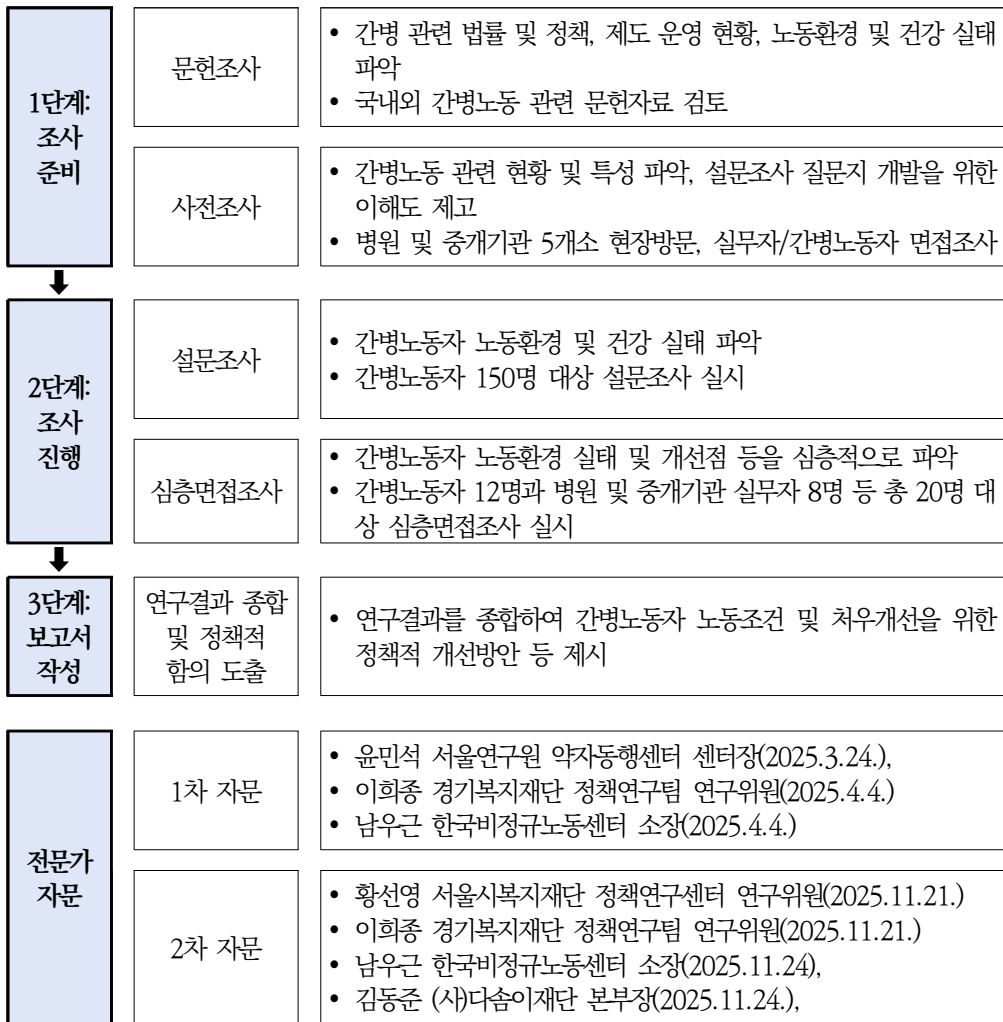 1단계:
조사
준비
문헌조사
• 간병 관련 법률 및 정책, 제도 운영 현황, 노동환경 및 건강 실태
파악
• 국내외 간병노동 관련 문헌자료 검토
사전조사
• 간병노동 관련 현황 및 특성 파악, 설문조사 질문지 개발을 위한
이해도 제고
• 병원 및 중개기관 5개소 현장방문, 실무자/간병노동자 면접조사
2단계:
조사
진행
설문조사
• 간병노동자 노동환경 및 건강 실태 파악
• 간병노동자 150명 대상 설문조사 실시
심층면접조사
• 간병노동자 노동환경 실태 및 개선점 등을 심층적으로 파악
• 간병노동자 12명과 병원 및 중개기관 실무자 8명 등 총 20명 대
상 심층면접조사 실시
3단계:
보고서
작성
연구결과 종합
및 정책적
함의 도출
• 연구결과를 종합하여 간병노동자 노동조건 및 처우개선을 위한
정책적 개선방안 등 제시
전문가
자문
1차 자문
• 윤민석 서울연구원 약자동행센터 센터장(2025.3.24.),
• 이희종 경기복지재단 정책연구팀 연구위원(2025.4.4.)
• 남우근 한국비정규노동센터 소장(2025.4.4.)
2차 자문
• 황선영 서울시복지재단 정책연구센터 연구위원(2025.11.21.)
• 이희종 경기복지재단 정책연구팀 연구위원(2025.11.21.)
• 남우근 한국비정규노동센터 소장(2025.11.24),
• 김동준 (사)다솜이재단 본부장(2025.11.24.),